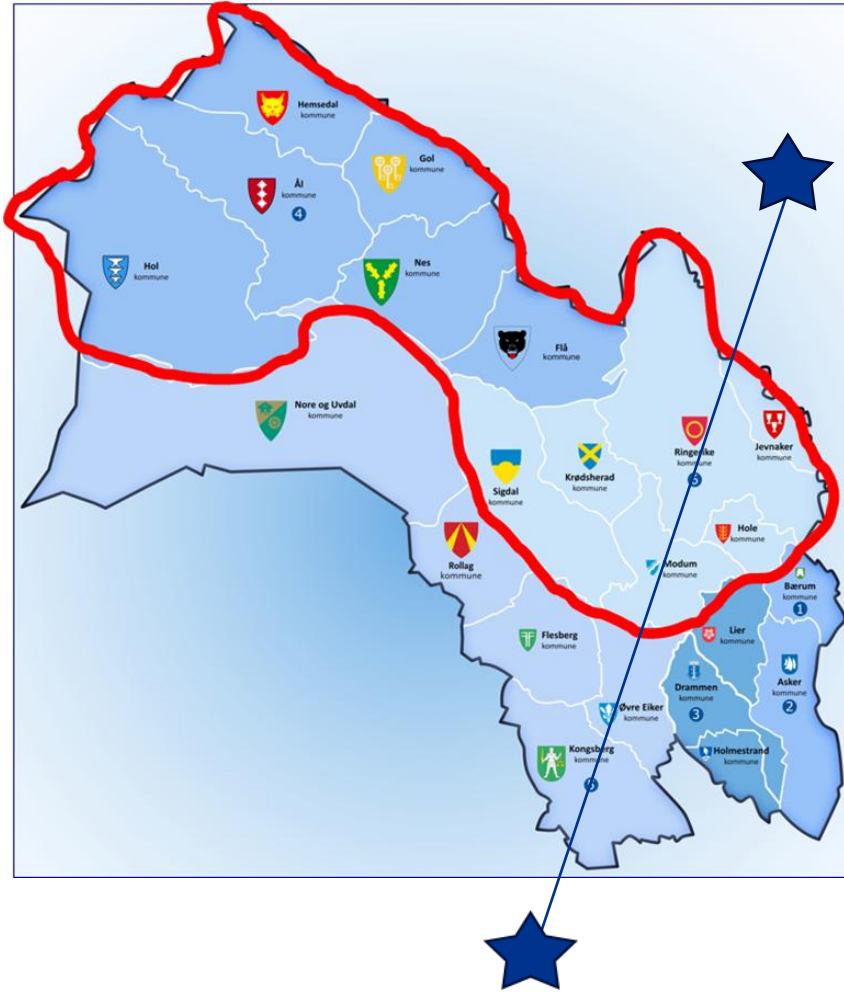 Hemsedal
kommune
Gol
kommune
Ål
kommune
4
Hol
kommune
Nes
kommune
Flå
kommune
Nore og Uvdal
kommune
Sigdal
kommune
Krødsherad
kommune
Ringerike
kommune
5
Jevnaker
kommune
Hole
kommune
Rollag
kommune
Modum
kommune
Bærum
kommune
1
Flesberg
kommune
Lier
kommune
Asker
kommune
2
Drammen
kommune
3
Øvre Eiker
kommune
Kongsberg
kommune
6
Holmestrand
kommune